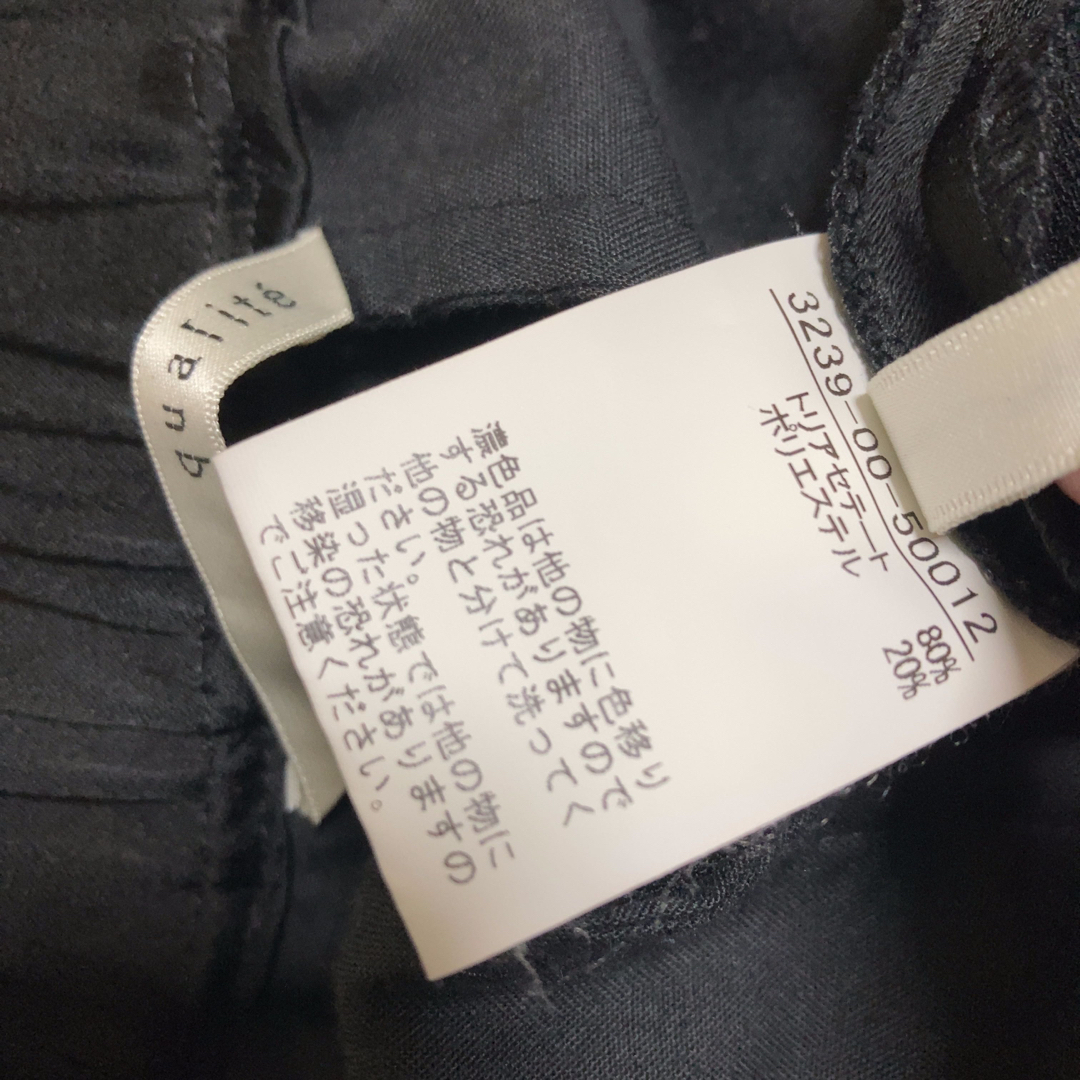 qualité
3239-00-50012
トリアセテート 80%
ポリエステル 20%
濃色品は他の物に色移り
する恐れがありますので
他の物と分けて洗ってく
ださい。
湿った状態では他の物に
移染の恐れがありますの
でご注意ください。